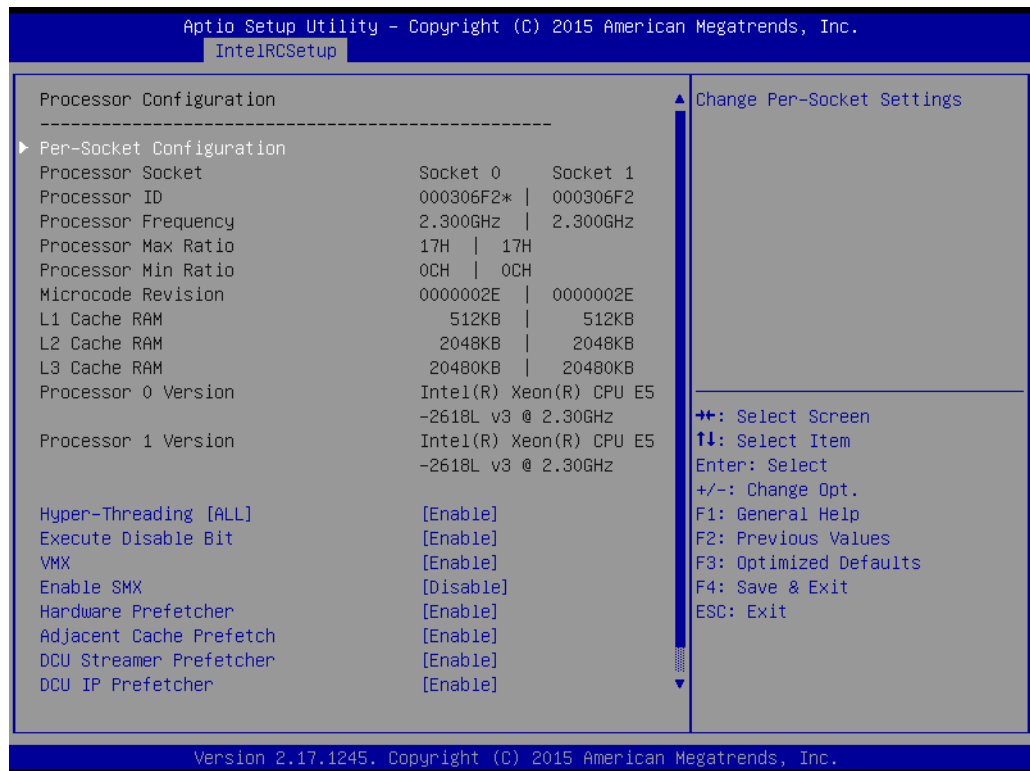 Aptio Setup Utility – Copyright (C) 2015 American Megatrends, Inc.
IntelRCSetup
Processor Configuration
-------------------------------------------------
Per-Socket Configuration
Processor Socket Socket 0 Socket 1
Processor ID 000306F2* | 000306F2
Processor Frequency 2.300GHz | 2.300GHz
Processor Max Ratio 17H | 17H
Processor Min Ratio 0CH | 0CH
Microcode Revision 0000002E | 0000002E
L1 Cache RAM 512KB | 512KB
L2 Cache RAM 2048KB | 2048KB
L3 Cache RAM 20480KB | 20480KB
Processor 0 Version Intel(R) Xeon(R) CPU E5
-2618L v3 @ 2.30GHz
Processor 1 Version Intel(R) Xeon(R) CPU E5
-2618L v3 @ 2.30GHz
Hyper-Threading [ALL] [Enable]
Execute Disable Bit [Enable]
VMX [Enable]
Enable SMX [Disable]
Hardware Prefetcher [Enable]
Adjacent Cache Prefetch [Enable]
DCU Streamer Prefetcher [Enable]
DCU IP Prefetcher [Enable]
Change Per-Socket Settings
→←: Select Screen
↑↓: Select Item
Enter: Select
+/-: Change Opt.
F1: General Help
F2: Previous Values
F3: Optimized Defaults
F4: Save & Exit
ESC: Exit
Version 2.17.1245. Copyright (C) 2015 American Megatrends, Inc.